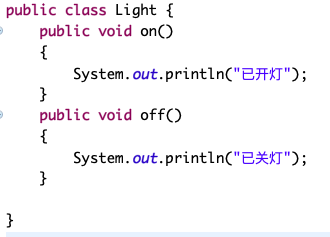 public class Light {
    public void on()
    {
        System.out.println("已开灯");
    }
    public void off()
    {
        System.out.println("已关灯");
    }

}